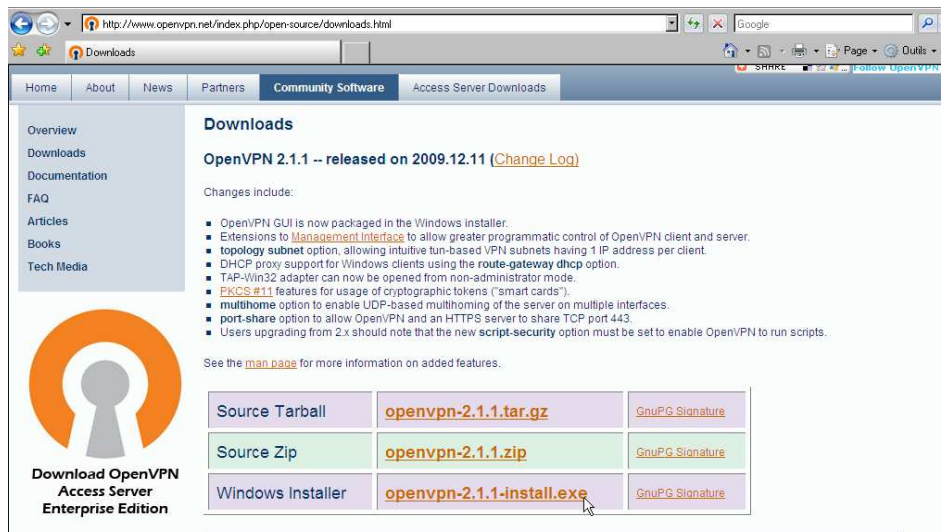 http://www.openvpn.net/index.php/open-source/downloads.html
Google
Downloads
Page
Outils
SHARE
Follow OpenVPN
Home
About
News
Partners
Community Software
Access Server Downloads
Overview
Downloads
Documentation
FAQ
Articles
Books
Tech Media
Download OpenVPN
Access Server
Enterprise Edition
Downloads
OpenVPN 2.1.1 -- released on 2009.12.11 (Change Log)
Changes include:
OpenVPN GUI is now packaged in the Windows installer.
Extensions to Management Interface to allow greater programmatic control of OpenVPN client and server.
topology subnet option, allowing intuitive tun-based VPN subnets having 1 IP address per client.
DHCP proxy support for Windows clients using the route-gateway dhcp option.
TAP-Win32 adapter can now be opened from non-administrator mode.
PKCS #11 features for usage of cryptographic tokens ("smart cards").
multihome option to enable UDP-based multihoming of the server on multiple interfaces.
port-share option to allow OpenVPN and an HTTPS server to share TCP port 443.
Users upgrading from 2.x should note that the new script-security option must be set to enable OpenVPN to run scripts.
See the man page for more information on added features.
Source Tarball openvpn-2.1.1.tar.gz GnuPG Signature
Source Zip openvpn-2.1.1.zip GnuPG Signature
Windows Installer openvpn-2.1.1-install.exe GnuPG Signature